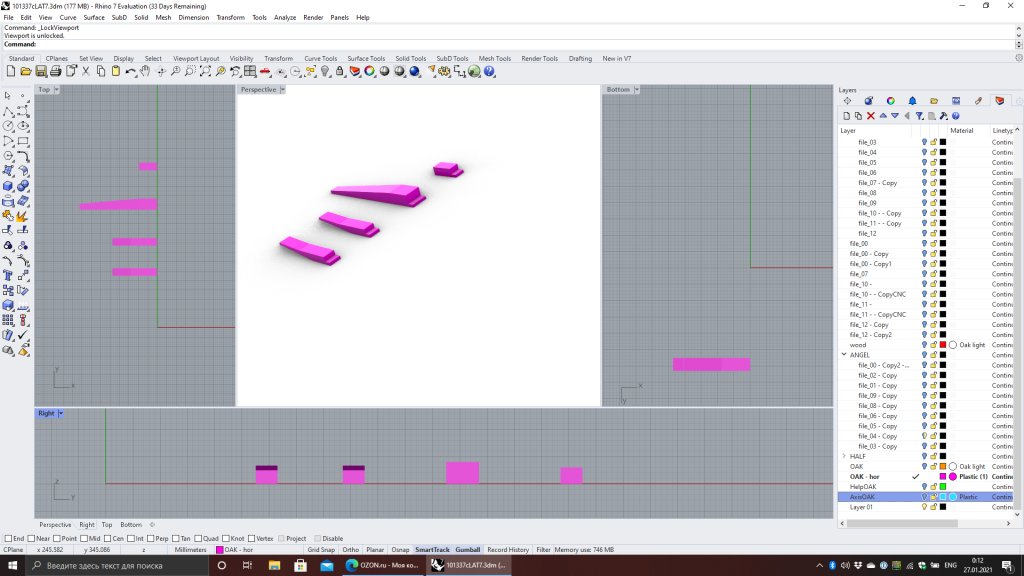 101337cLAT7.3dm (177 MB) - Rhino 7 Evaluation (33 Days Remaining)
File Edit View Curve Surface SubD Solid Mesh Dimension Transform Tools Analyze Render Panels Help
Command: _LockViewport
Viewport is unlocked.
Command:
Standard CPlanes Set View Display Select Viewport Layout Visibility Transform Curve Tools Surface Tools Solid Tools SubD Tools Mesh Tools Render Tools Drafting New in V7
Top
Perspective
Bottom
Layers
Layer Material Linetyp
file_03 Contin
file_04 Contin
file_05 Contin
file_06 Contin
file_07 - Copy Contin
file_08 Contin
file_09 Contin
file_10 - - Copy Contin
file_11 - - Copy Contin
file_12 Contin
file_00 Contin
file_00 - Copy Contin
file_00 - Copy1 Contin
file_07 Contin
file_10 - Contin
file_10 - - CopyCNC Contin
file_11 - Contin
file_11 - - CopyCNC Contin
file_12 - Copy Contin
file_12 - Copy2 Contin
wood Oak light Contin
ANGEL Contin
file_00 - Copy2 -... Contin
file_02 - Copy Contin
file_01 - Copy Contin
file_09 - Copy Contin
file_08 - Copy Contin
file_06 - Copy Contin
file_05 - Copy Contin
file_04 - Copy Contin
file_03 - Copy Contin
HALF Contin
OAK Oak light Contin
OAK - hor Plastic (1) Contin
HelpOAK Contin
AxisOAK Plastic Contin
Layer 01 Contin
y
x
x
y
Right
z
y
Perspective Right Top Bottom
End Near Point Mid Cen Int Perp Tan Quad Knot Vertex Project Disable
CPlane x 245.582 y 345.086 z Millimeters OAK - hor Grid Snap Ortho Planar Osnap SmartTrack Gumball Record History Filter Memory use: 746 MB
Введите здесь текст для поиска
OZON.ru - Моя ко...
101337cLAT7.3dm (...
ENG
0:12
27.01.2021